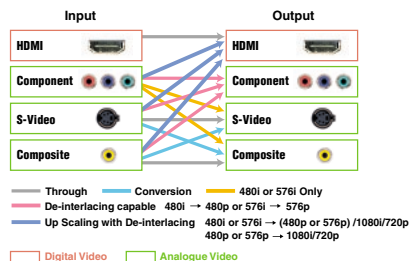 Input Output
HDMI HDMI
Component Component
S-Video S-Video
Composite Composite
Through Conversion 480i or 576i Only
De-interlacing capable 480i → 480p or 576i → 576p
Up Scaling with De-interlacing 480i or 576i → (480p or 576p) /1080i/720p
480p or 576p → 1080i/720p
Digital Video Analogue Video